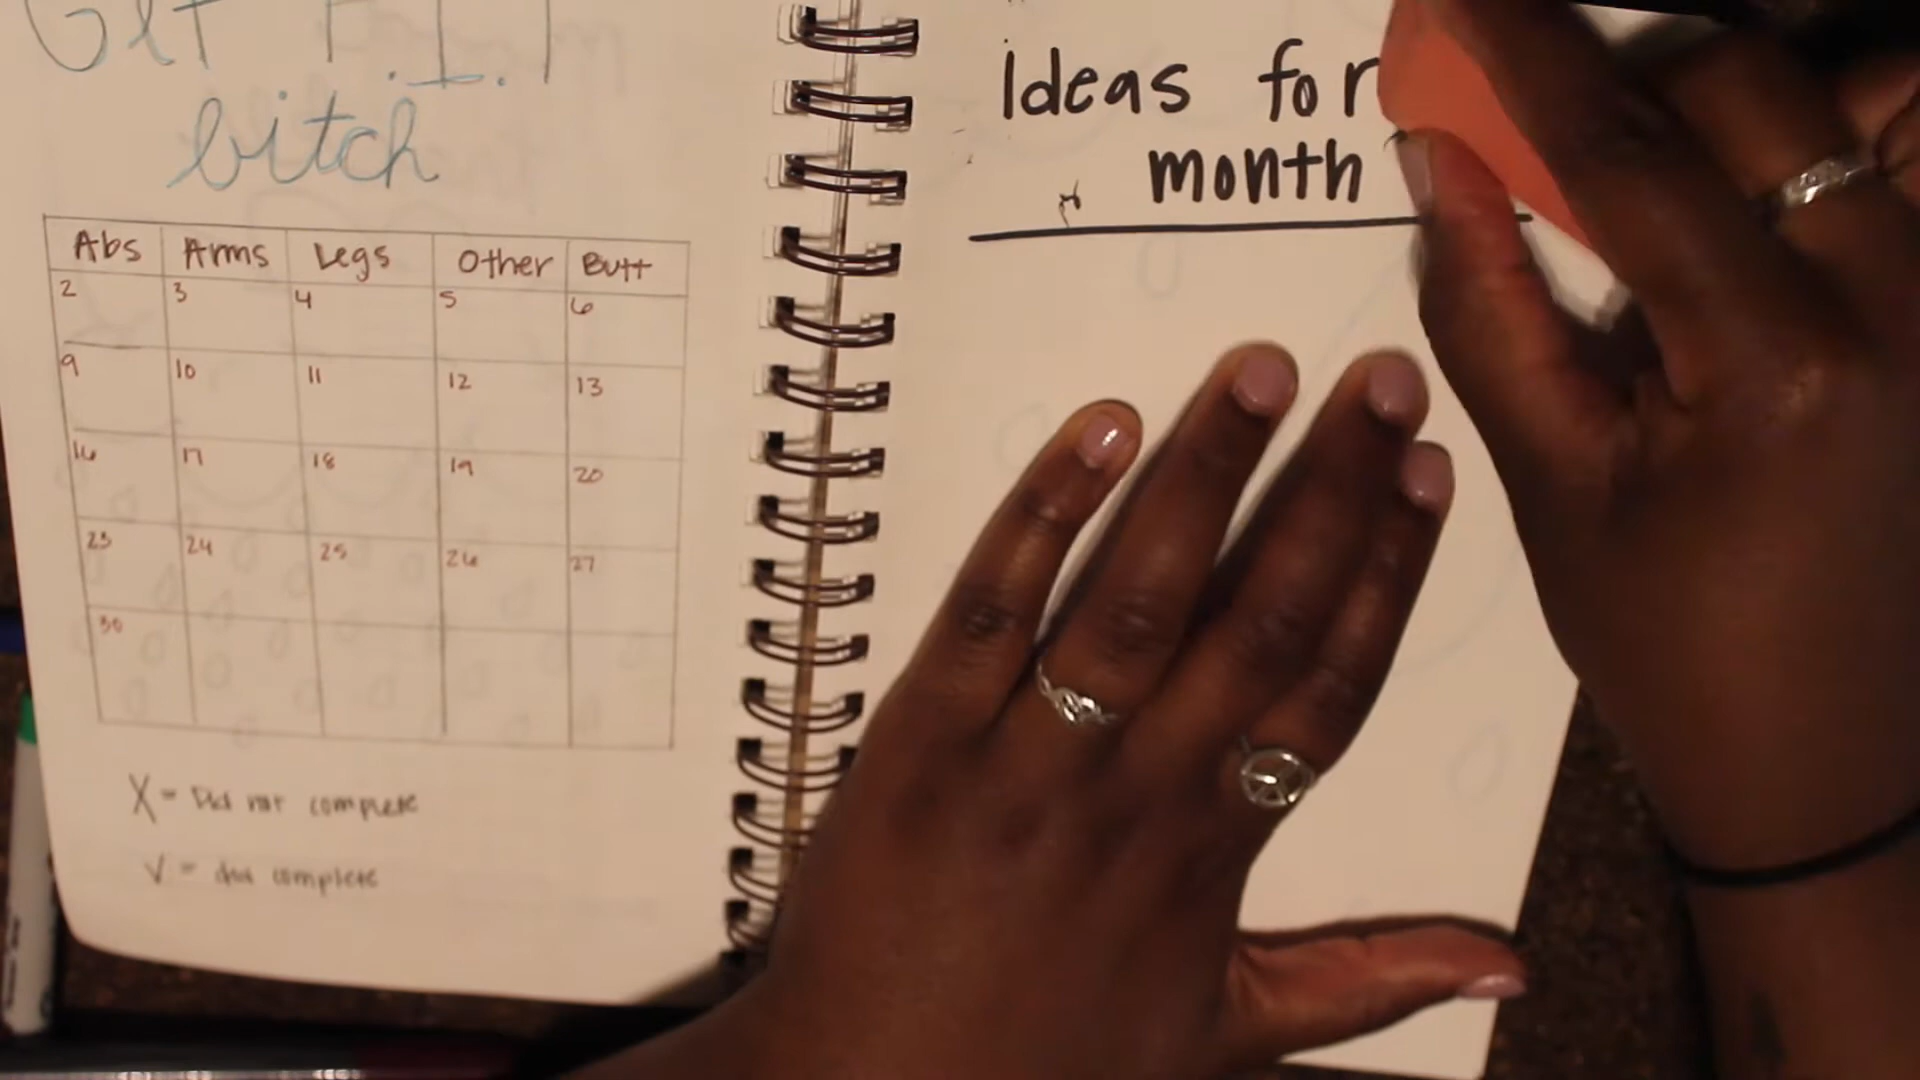 Get F.I.T
bitch
Abs Arms Legs Other Butt
2 3 4 5 6
9 10 11 12 13
16 17 18 19 20
23 24 25 26 27
30
X = Did not complete
√ = did complete
Ideas for
month